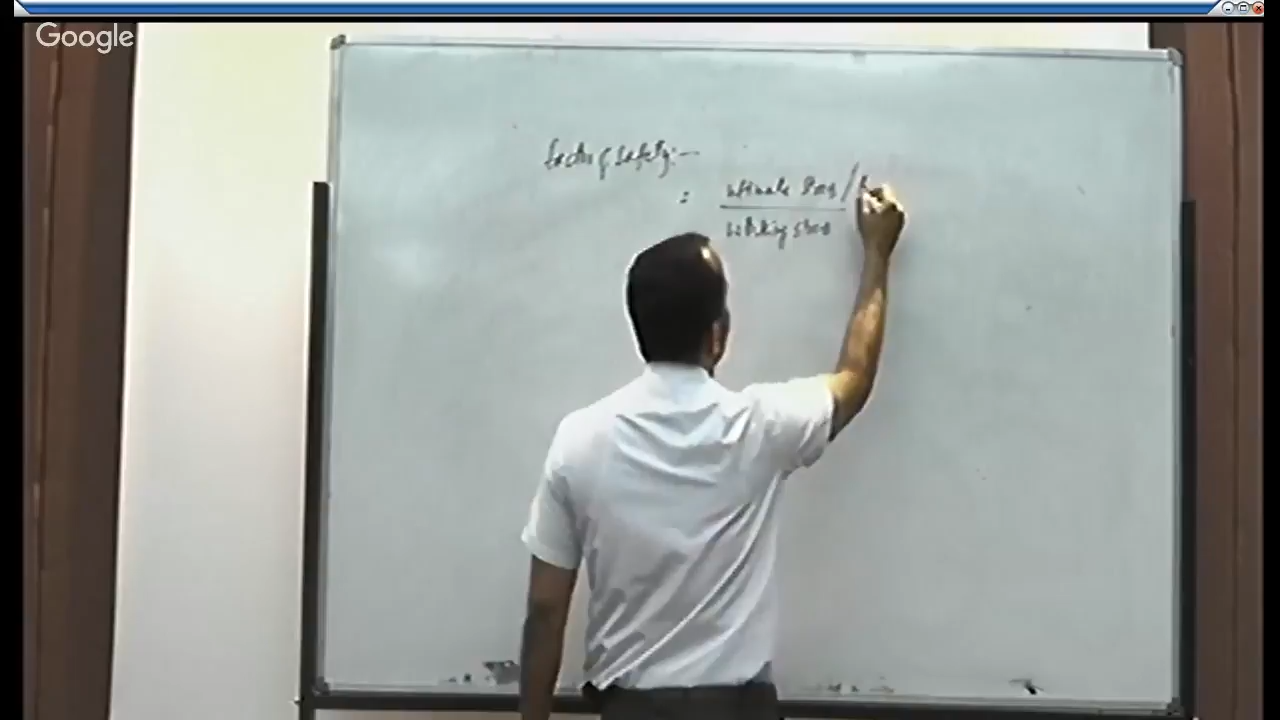 Google
factor of safety:-
= ultimate stress /
working stress